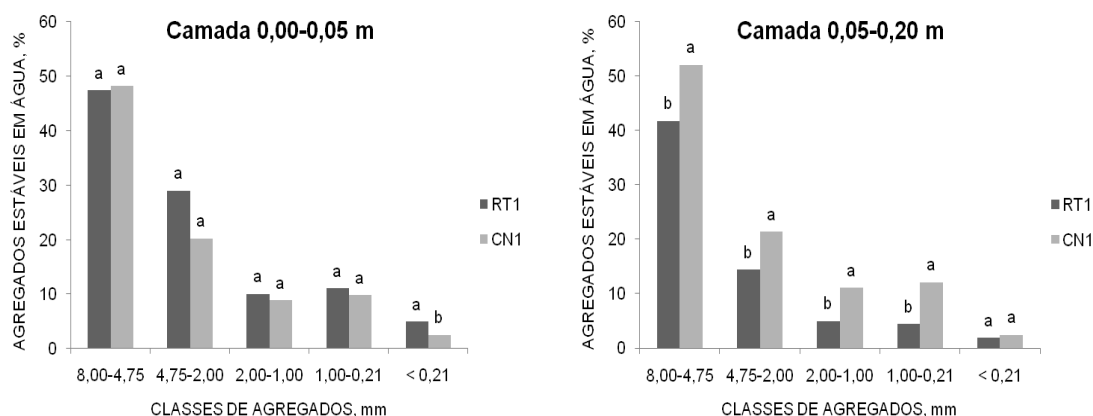 Camada 0,00-0,05 m
AGREGADOS ESTÁVEIS EM ÁGUA, %
60
50
40
30
20
10
0
a a
a a
a a
a a
a b
8,00-4,75 4,75-2,00 2,00-1,00 1,00-0,21 < 0,21
CLASSES DE AGREGADOS, mm
RT1
CN1
Camada 0,05-0,20 m
AGREGADOS ESTÁVEIS EM ÁGUA, %
60
50
40
30
20
10
0
b a
b a
b a
b a
a a
8,00-4,75 4,75-2,00 2,00-1,00 1,00-0,21 < 0,21
CLASSES DE AGREGADOS, mm
RT1
CN1